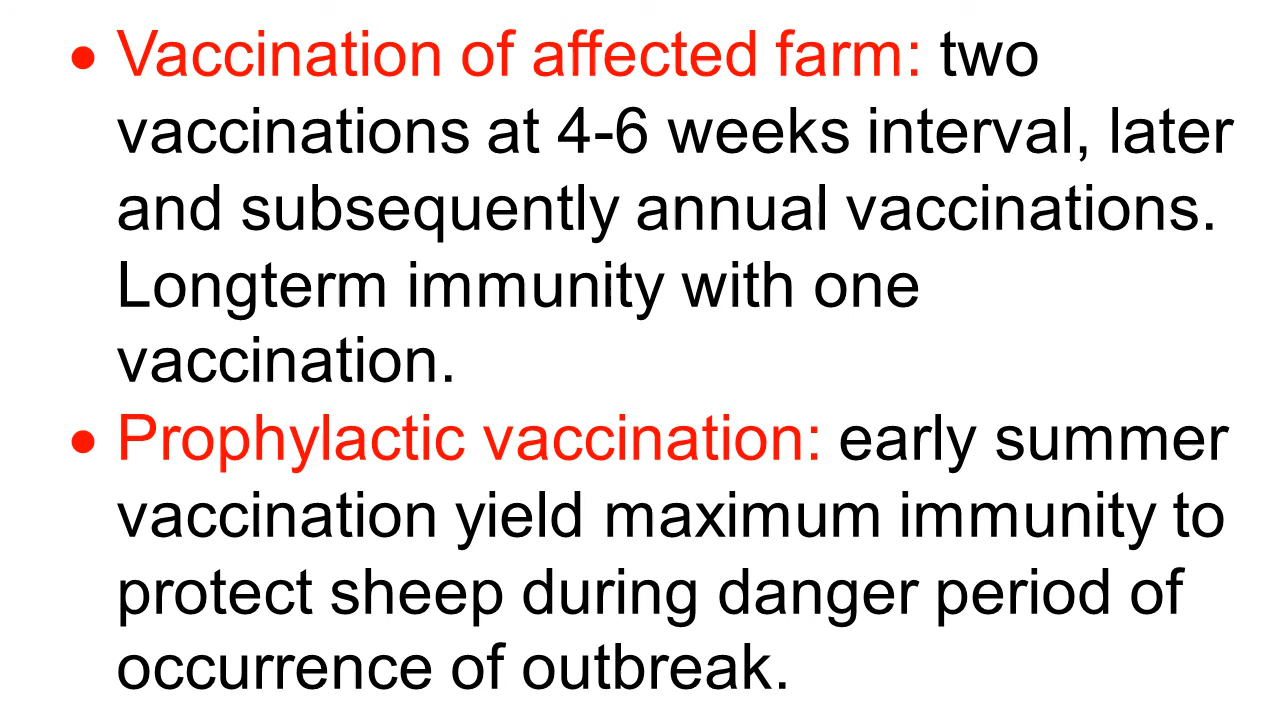 • Vaccination of affected farm: two
vaccinations at 4-6 weeks interval, later
and subsequently annual vaccinations.
Longterm immunity with one
vaccination.
• Prophylactic vaccination: early summer
vaccination yield maximum immunity to
protect sheep during danger period of
occurrence of outbreak.